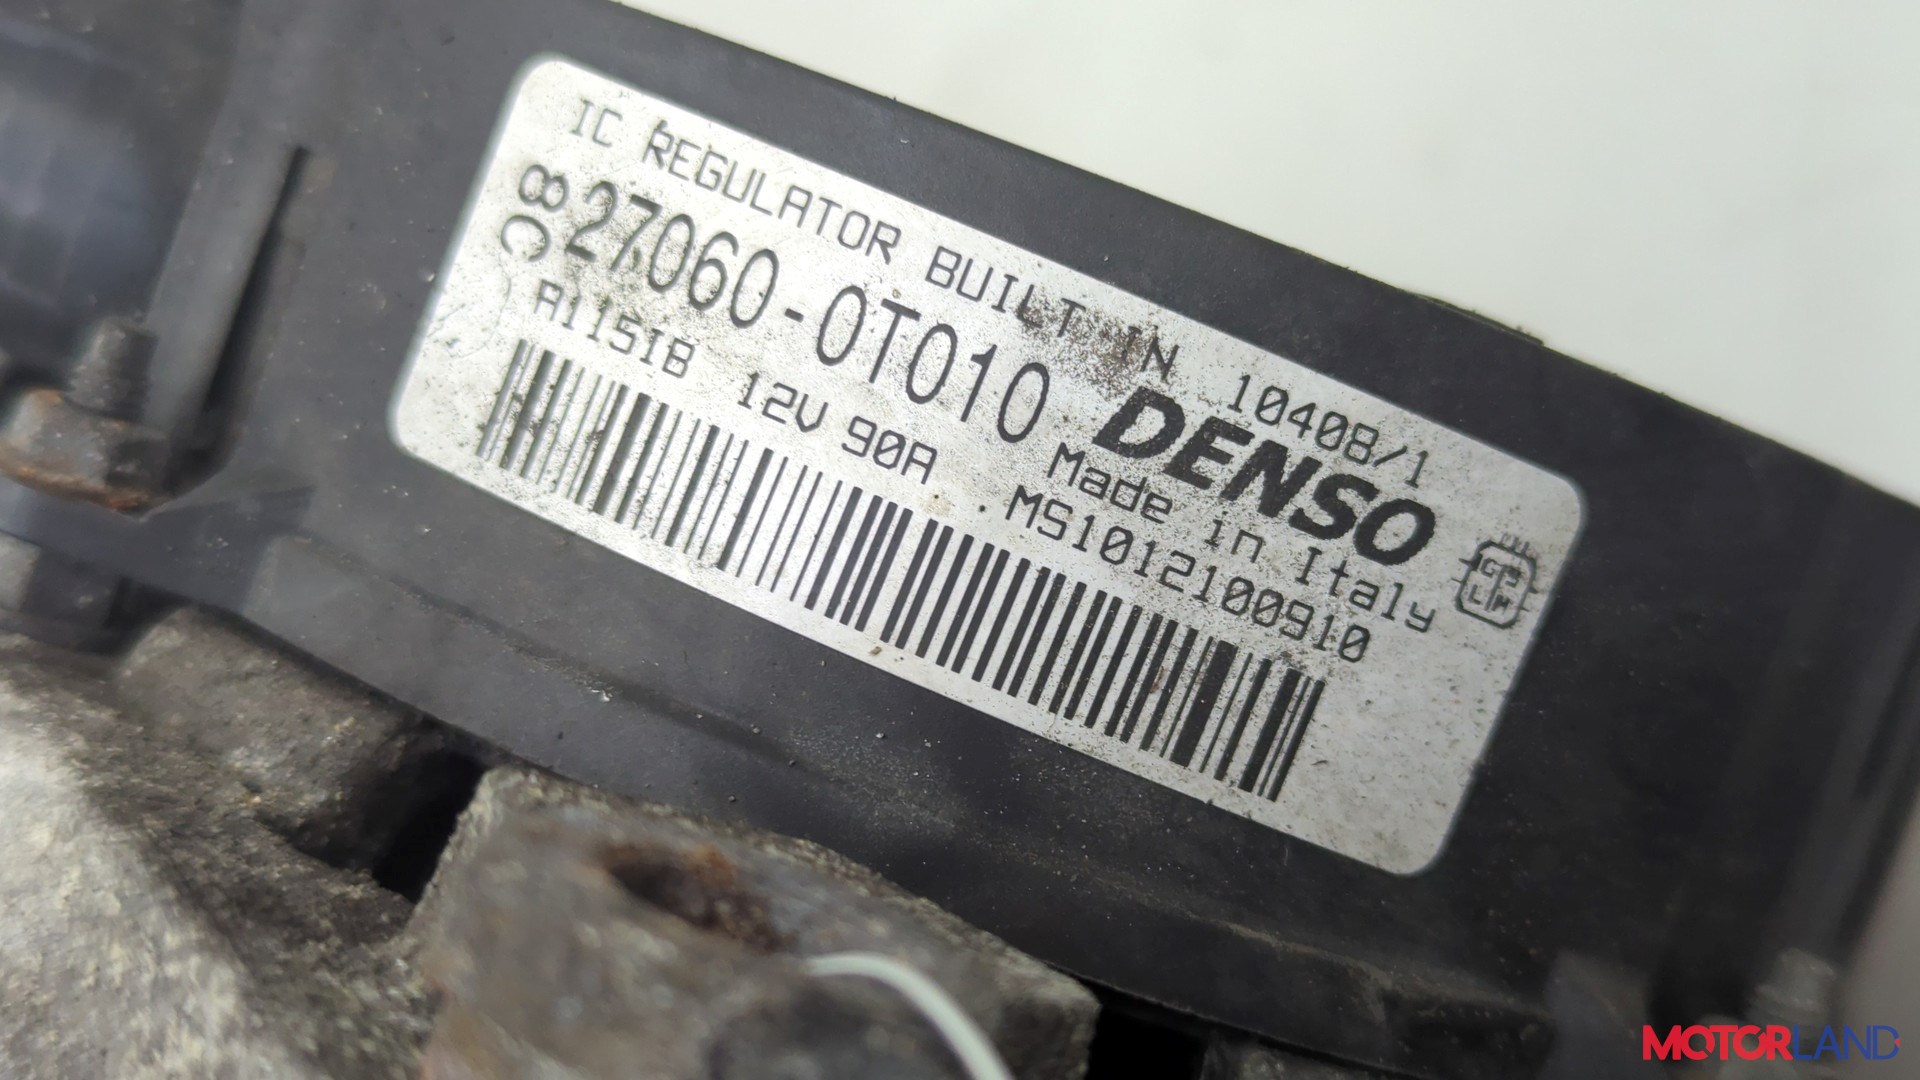 IC REGULATOR BUILT IN 10408/1
8C 27060-0T010 DENSO
Made in Italy
A115IB 12V 90A MS1012100910
MOTORLAND